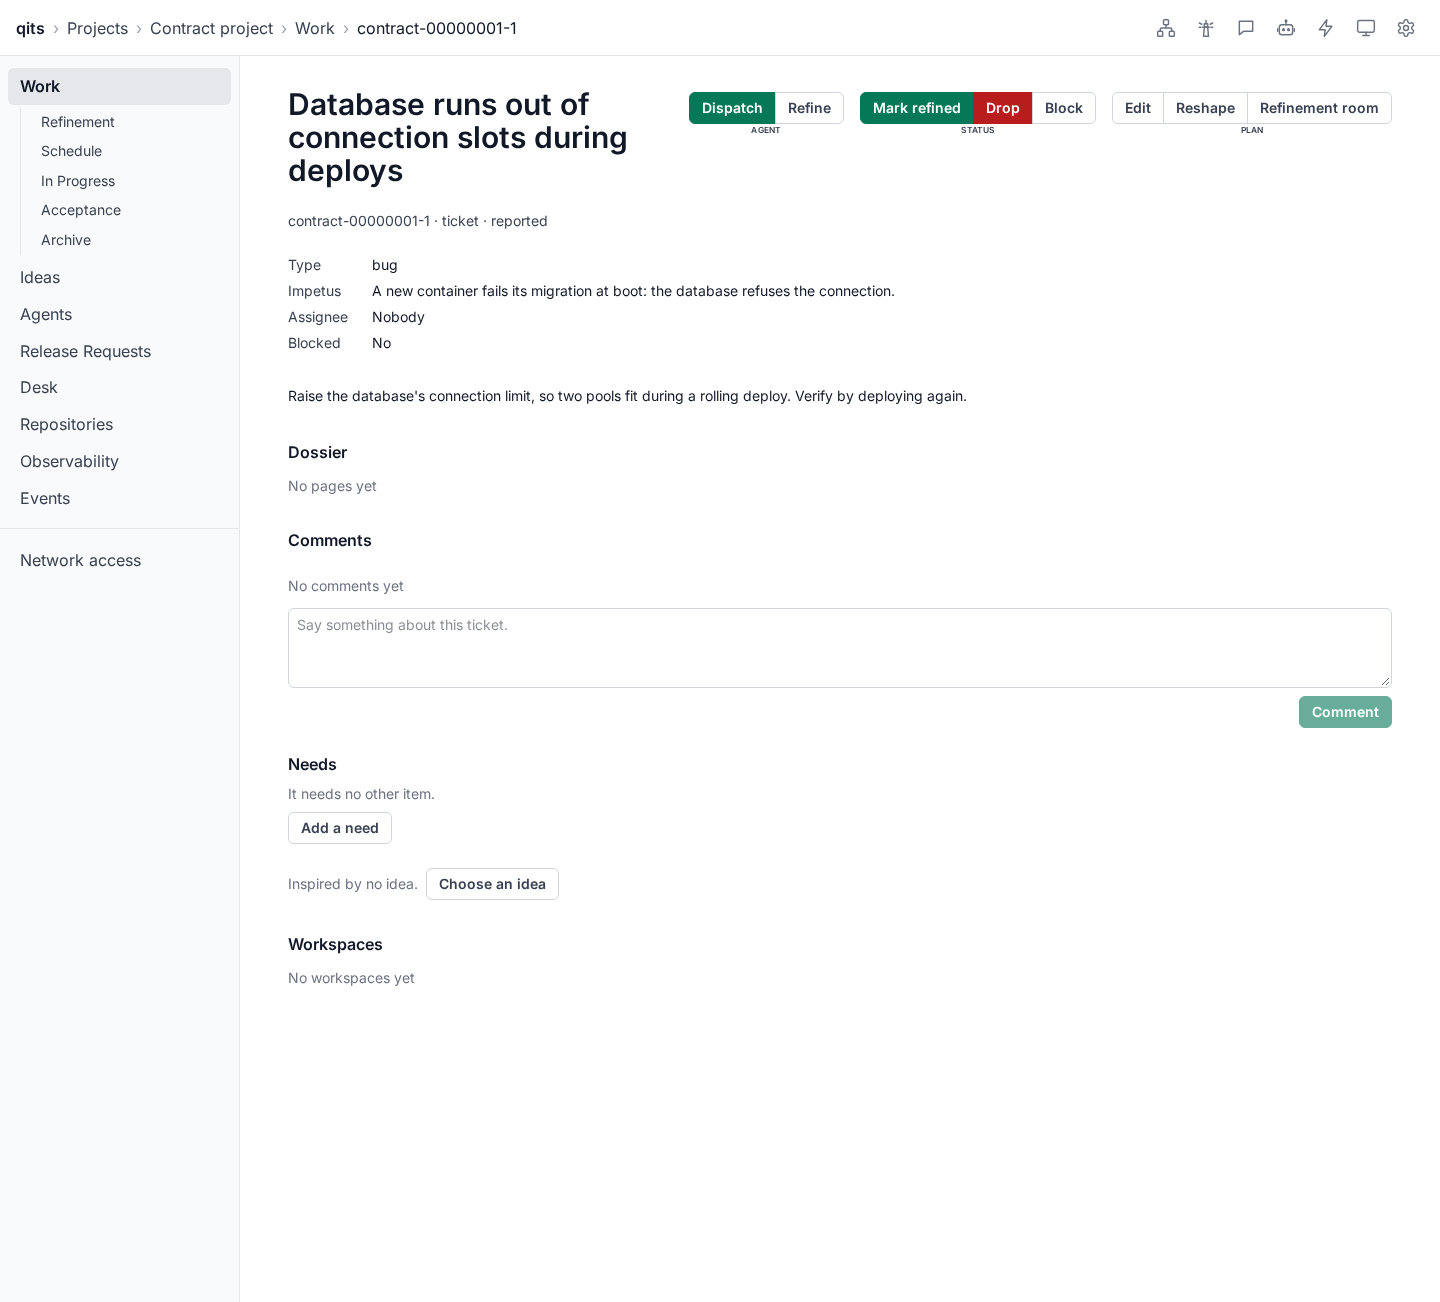 qits › Projects › Contract project › Work › contract-00000001-1
Work
Refinement
Schedule
In Progress
Acceptance
Archive
Ideas
Agents
Release Requests
Desk
Repositories
Observability
Events
Network access
Database runs out of
connection slots during
deploys
Dispatch Refine
AGENT
Mark refined Drop Block
STATUS
Edit Reshape Refinement room
PLAN
contract-00000001-1 · ticket · reported
Type bug
Impetus A new container fails its migration at boot: the database refuses the connection.
Assignee Nobody
Blocked No
Raise the database's connection limit, so two pools fit during a rolling deploy. Verify by deploying again.
Dossier
No pages yet
Comments
No comments yet
Say something about this ticket.
Comment
Needs
It needs no other item.
Add a need
Inspired by no idea. Choose an idea
Workspaces
No workspaces yet